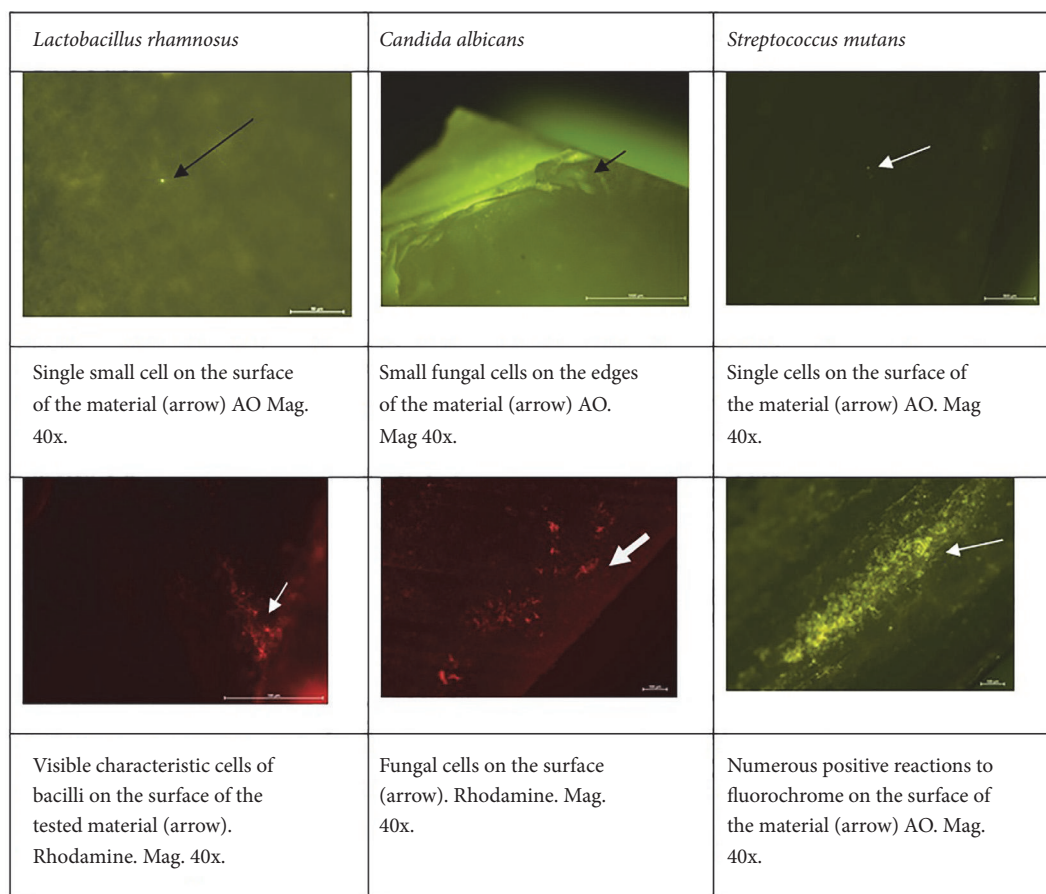 Lactobacillus rhamnosus
Candida albicans
Streptococcus mutans
Single small cell on the surface
of the material (arrow) AO Mag.
40x.
Small fungal cells on the edges
of the material (arrow) AO.
Mag 40x.
Single cells on the surface of
the material (arrow) AO. Mag
40x.
Visible characteristic cells of
bacilli on the surface of the
tested material (arrow).
Rhodamine. Mag. 40x.
Fungal cells on the surface
(arrow). Rhodamine. Mag.
40x.
Numerous positive reactions to
fluorochrome on the surface of
the material (arrow) AO. Mag.
40x.